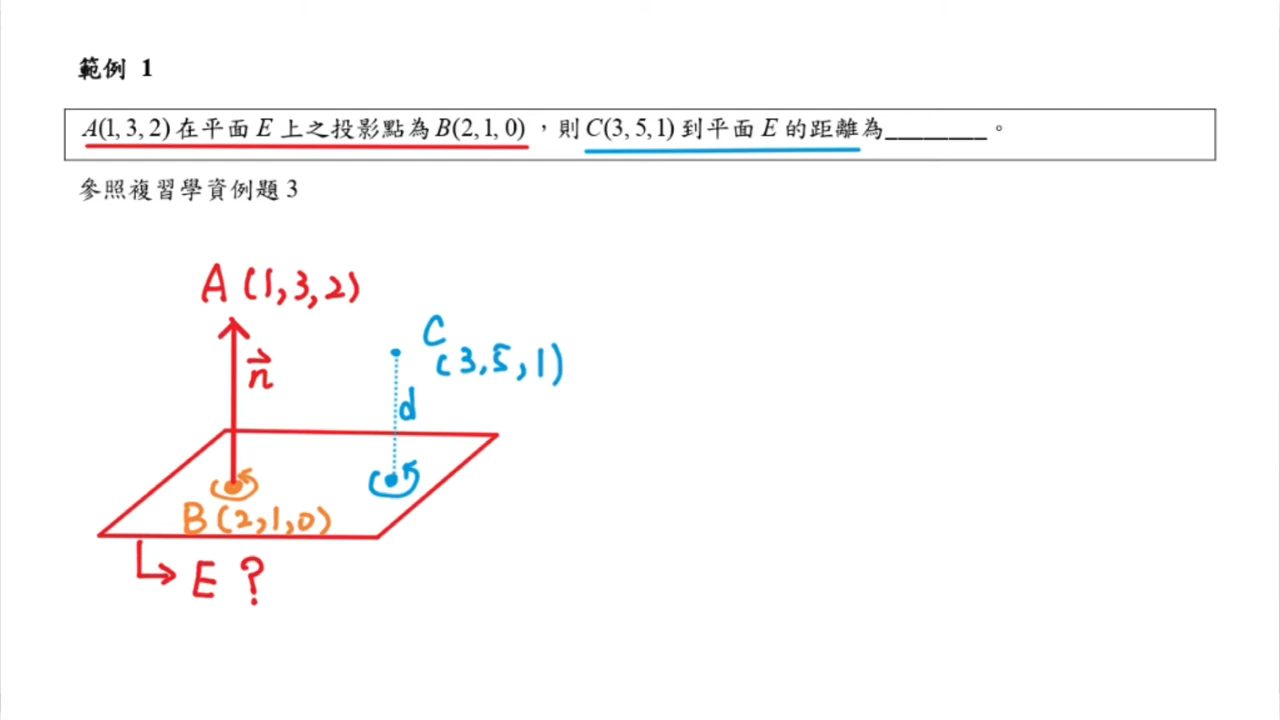 範例 1
A(1, 3, 2) 在平面 E 上之投影點為 B(2, 1, 0) ，則 C(3, 5, 1) 到平面 E 的距離為________。
參照複習學資例題 3
A (1, 3, 2)
C
(3, 5, 1)
n⃗
d
B (2, 1, 0)
E ?